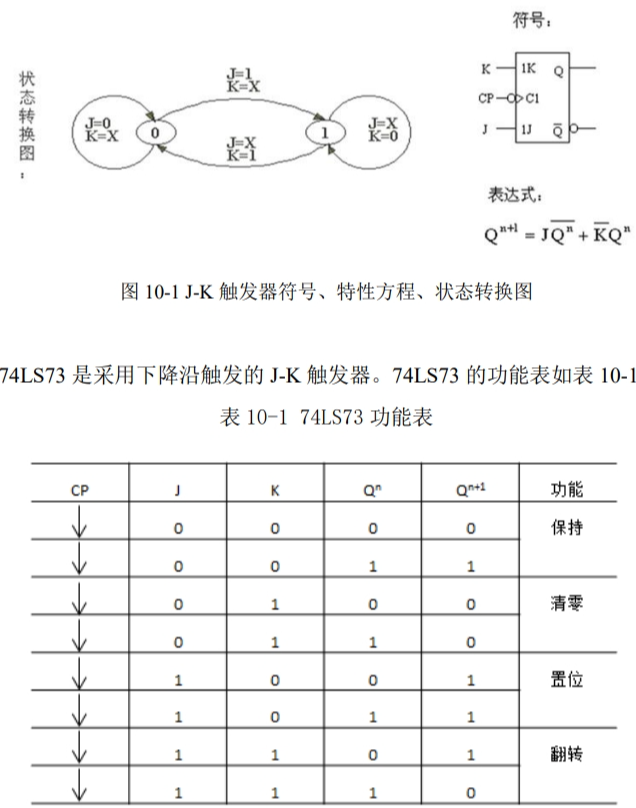 符号：
状态转换图：
J=1
K=X
J=0
K=X
0
1
J=X
K=0
J=X
K=1
K 1K Q
CP C1
J 1J Q̅
表达式：
Qⁿ⁺¹ = J\overline{Qⁿ} + K̅Qⁿ
图 10-1 J-K 触发器符号、特性方程、状态转换图
74LS73 是采用下降沿触发的 J-K 触发器。74LS73 的功能表如表 10-1
表 10-1 74LS73 功能表
CP J K Qⁿ Qⁿ⁺¹ 功能
↓ 0 0 0 0 保持
↓ 0 0 1 1
↓ 0 1 0 0 清零
↓ 0 1 1 0
↓ 1 0 0 1 置位
↓ 1 0 1 1
↓ 1 1 0 1 翻转
↓ 1 1 1 0